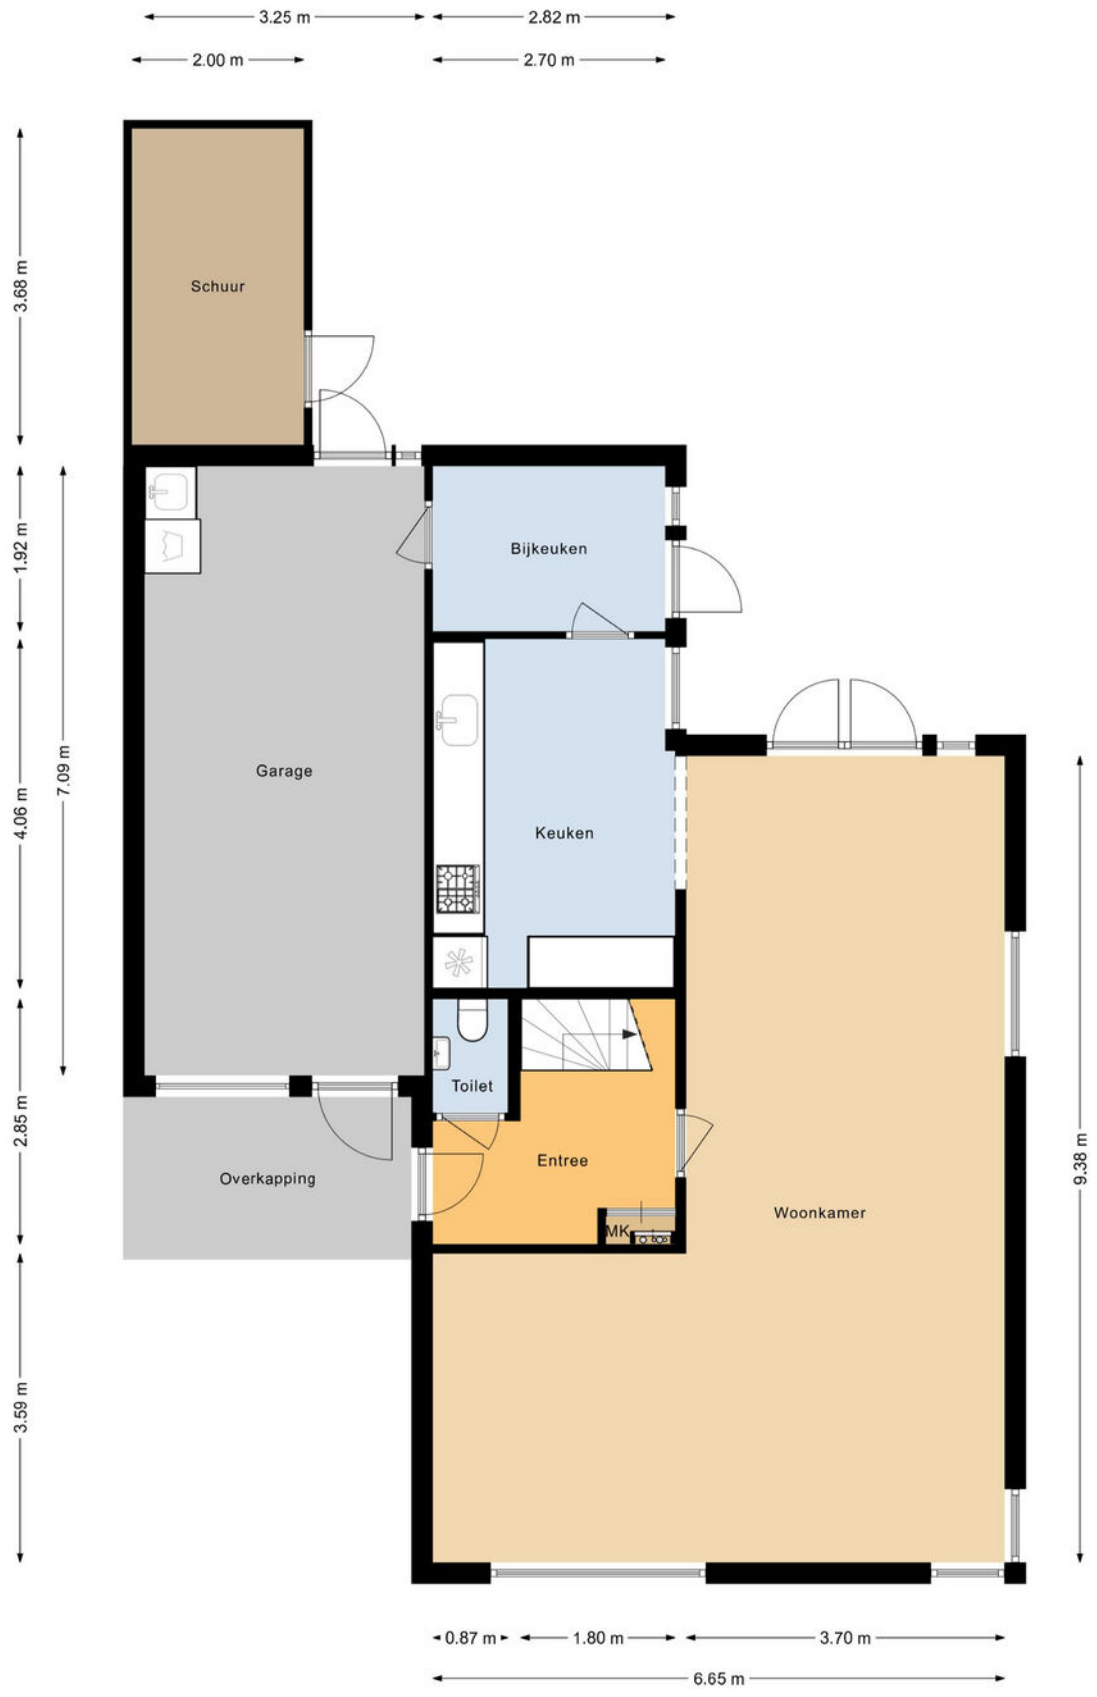 3.25 m
2.82 m
2.00 m
2.70 m
3.68 m
Schuur
1.92 m
Bijkeuken
7.09 m
Garage
4.06 m
Keuken
Toilet
2.85 m
Entree
9.38 m
Overkapping
Woonkamer
MK
3.59 m
0.87 m
1.80 m
3.70 m
6.65 m